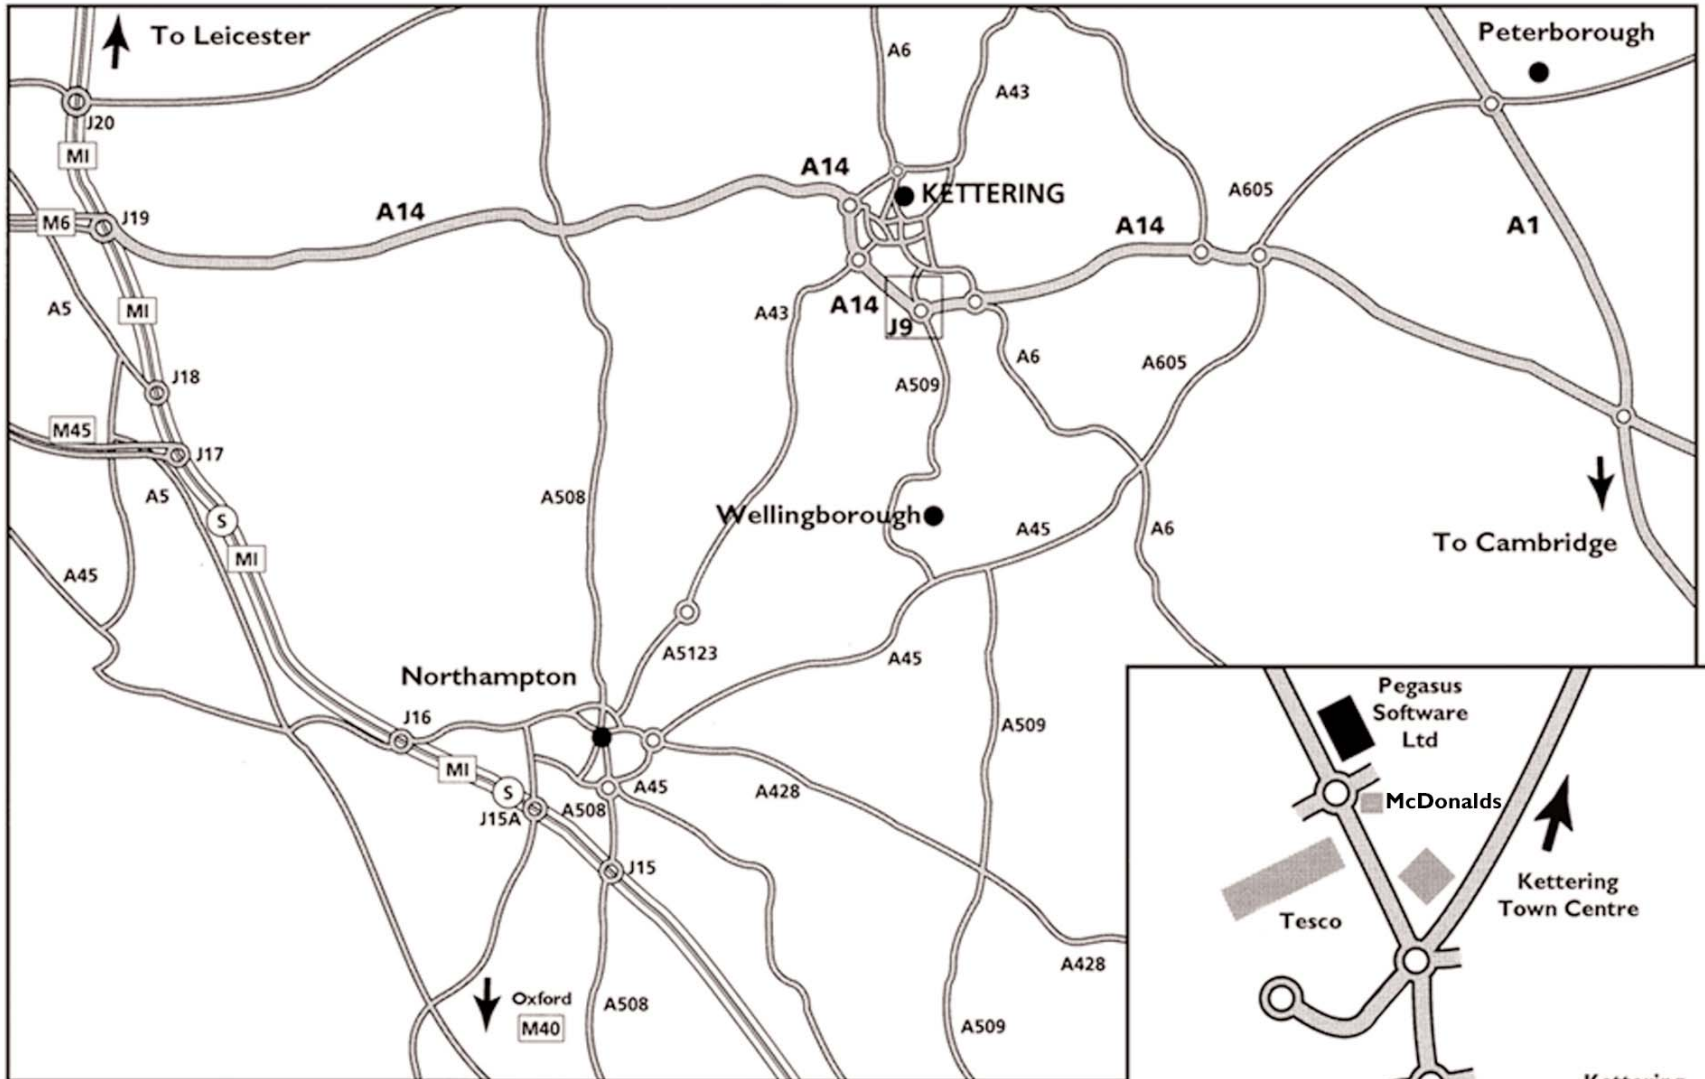 To Leicester
Peterborough
A6
A43
J20
MI
A14
KETTERING
A605
A14
M6
J19
A14
A1
A5
MI
A43
A14
J9
A6
A605
J18
A509
M45
J17
A5
A508
Wellingborough
A45
A6
S
To Cambridge
MI
A45
A5123
A45
Northampton
J16
A509
MI
S
A45
A428
J15A
A508
J15
A428
Oxford
M40
A508
A509
Pegasus
Software
Ltd
McDonalds
Kettering
Town Centre
Tesco
Kettering